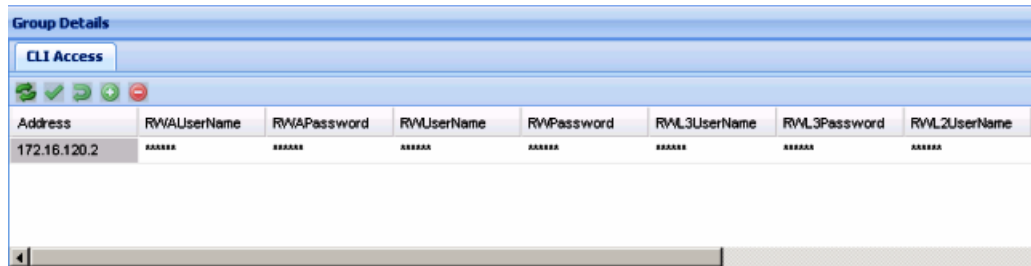 Group Details
CLI Access
Address RWAUserName RWAPassword RWUserName RWPassword RWL3UserName RWL3Password RWL2UserName
172.16.120.2 ****** ****** ****** ****** ****** ****** ******